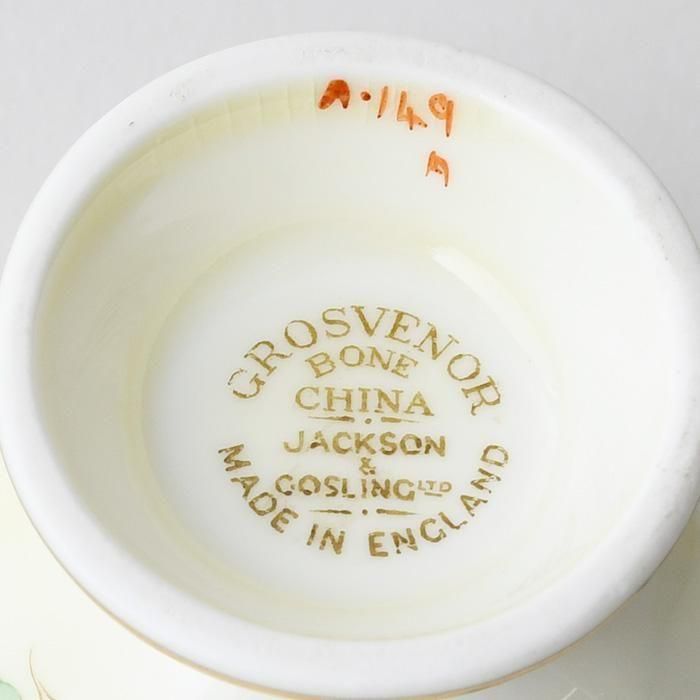 A.149
A
GROSVENOR
BONE
CHINA
JACKSON
&
GOSLING LTD
MADE IN ENGLAND